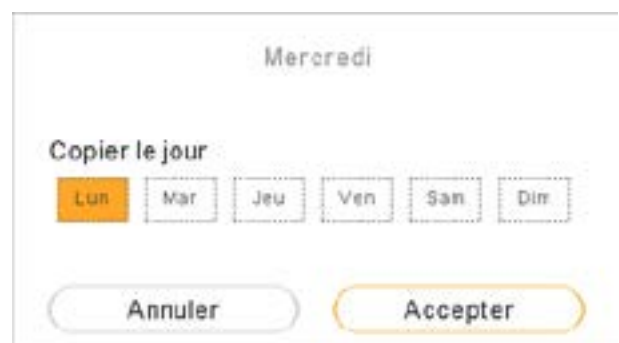 Mercredi
Copier le jour
Lun Mar Jeu Ven Sam Dim
Annuler Accepter